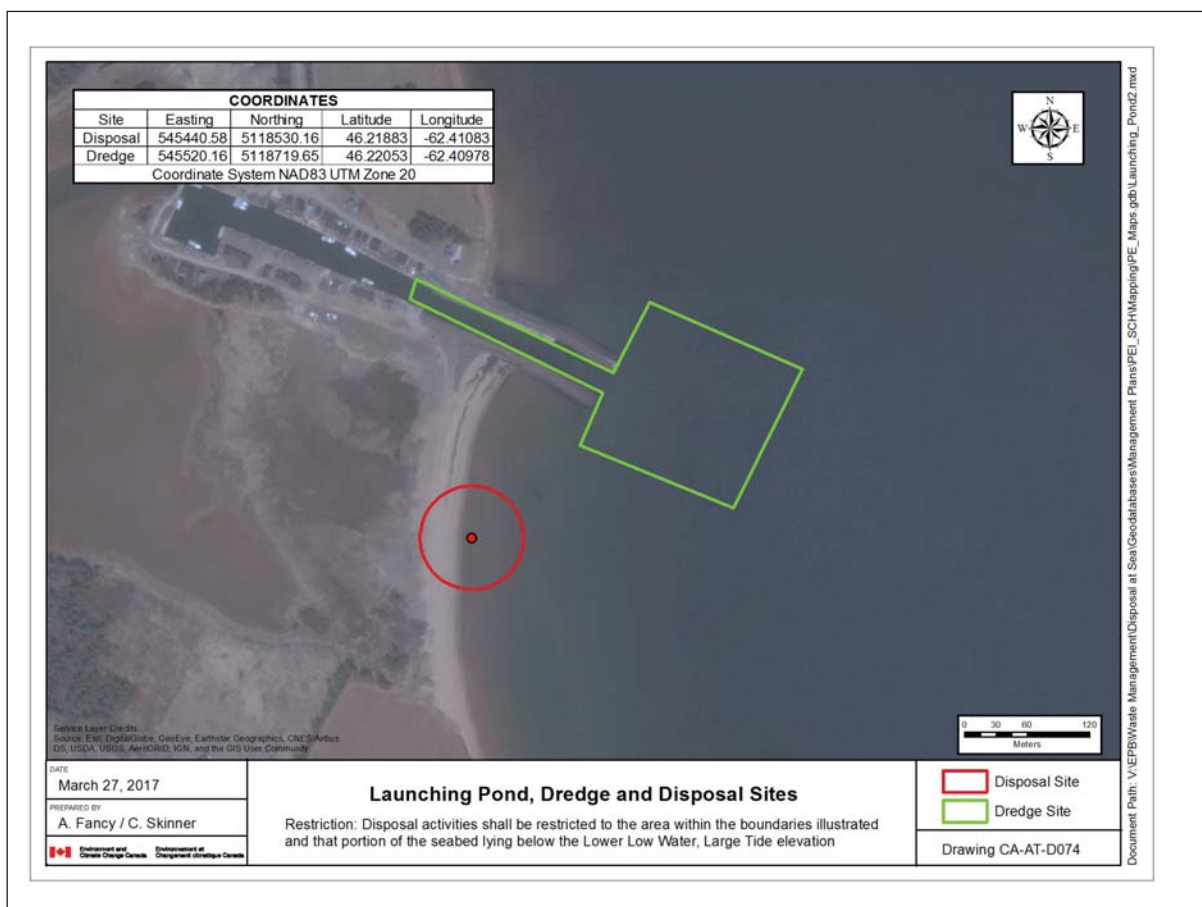 COORDINATES
Site Easting Northing Latitude Longitude
Disposal 545440.58 5118530.16 46.21883 -62.41083
Dredge 545520.16 5118719.65 46.22053 -62.40978
Coordinate System NAD83 UTM Zone 20
N
W E
S
Service Layer Credits:
Source: Esri, DigitalGlobe, GeoEye, Earthstar Geographics, CNES/Airbus
DS, USDA, USGS, AeroGRID, IGN, and the GIS User Community
0 30 60 120
Meters
DATE
March 27, 2017
PREPARED BY
A. Fancy / C. Skinner
Environment and Environnement et
Climate Change Canada Changement climatique Canada
Launching Pond, Dredge and Disposal Sites
Restriction: Disposal activities shall be restricted to the area within the boundaries illustrated
and that portion of the seabed lying below the Lower Low Water, Large Tide elevation
Disposal Site
Dredge Site
Drawing CA-AT-D074
Document Path: V:\EPB\Waste Management\Disposal at Sea\Geodatabases\Management Plans\PEI_SCH\Mapping\PE_Maps.gdb\Launching_Pond2.mxd